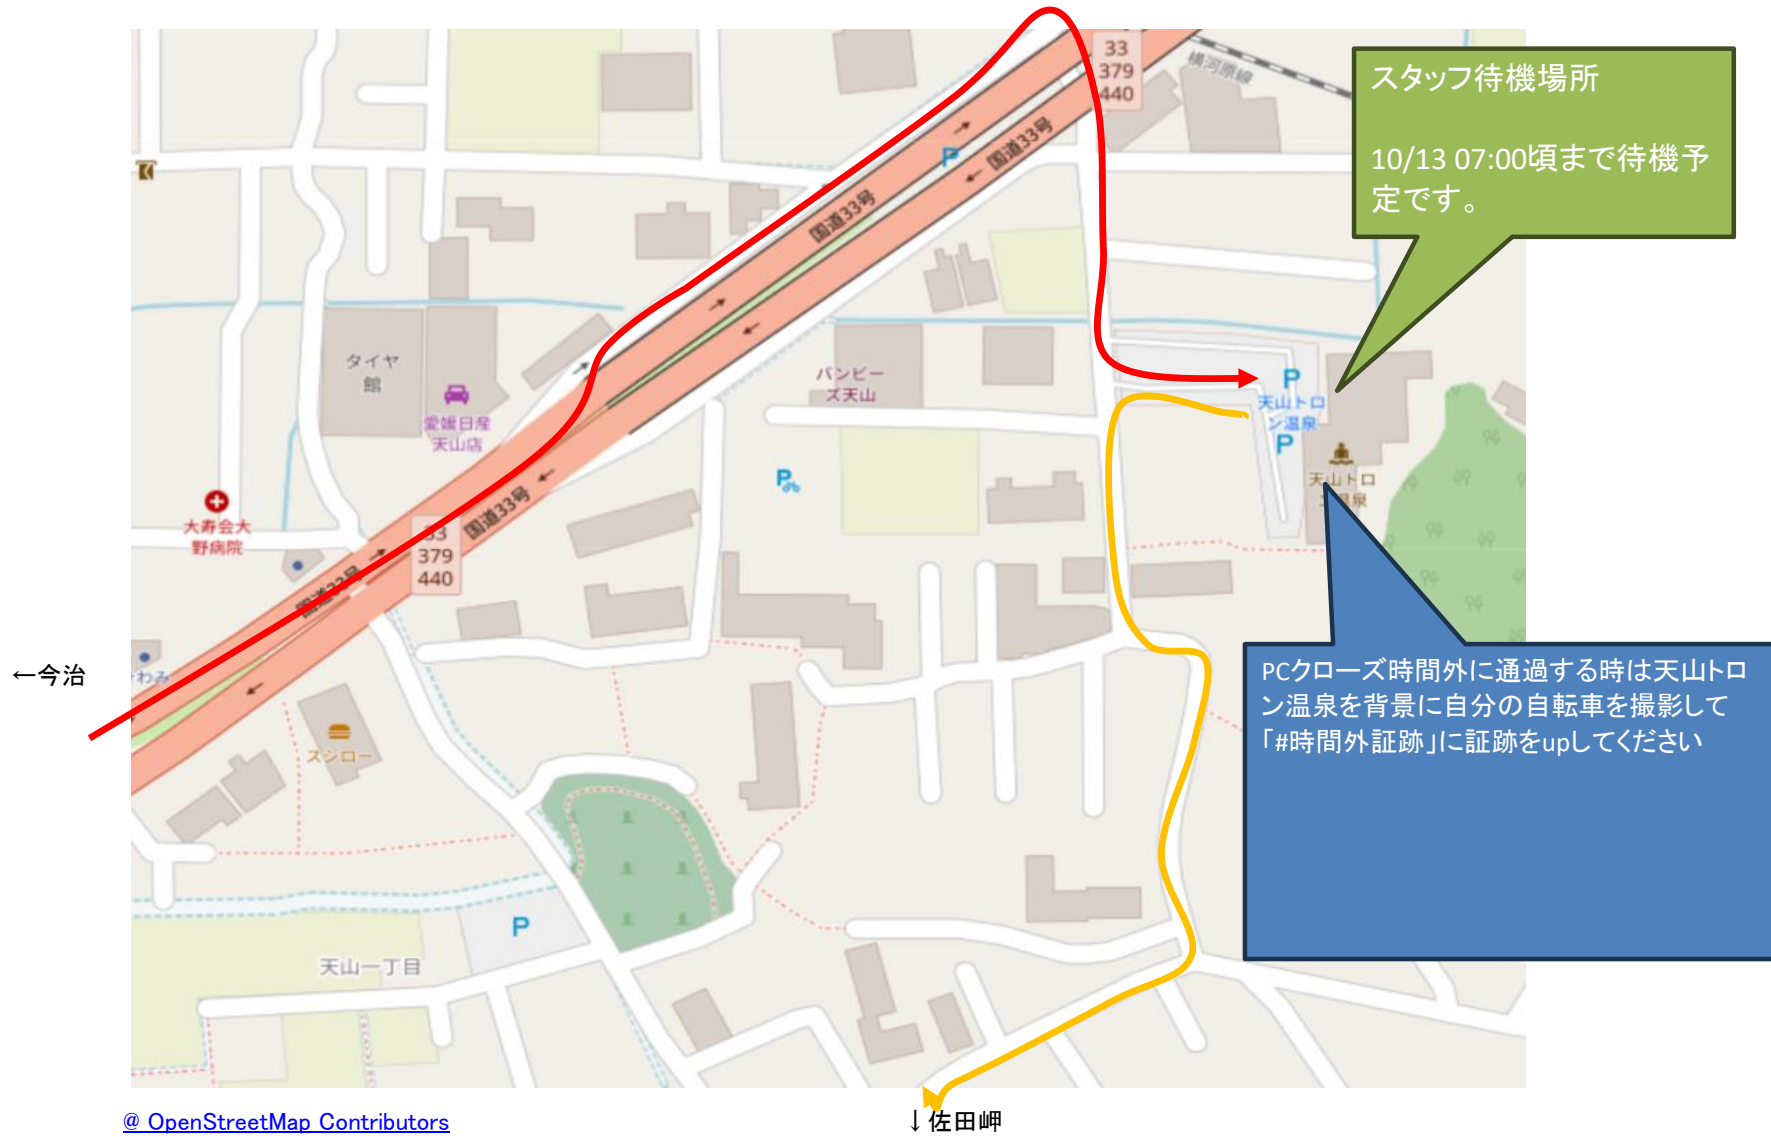 スタッフ待機場所
10/13 07:00頃まで待機予
定です。
33
379
440
横河原線
国道33号
国道33号
タイヤ
館
愛媛日産
天山店
バンビー
ズ天山
天山トロ
ン温泉
天山トロ
温泉
大寿会大
野病院
国道33号
33
379
440
国道33号
←今治
スシロー
PCクローズ時間外に通過する時は天山トロ
ン温泉を背景に自分の自転車を撮影して
「#時間外証跡」に証跡をupしてください
天山一丁目
@ OpenStreetMap Contributors
↓佐田岬